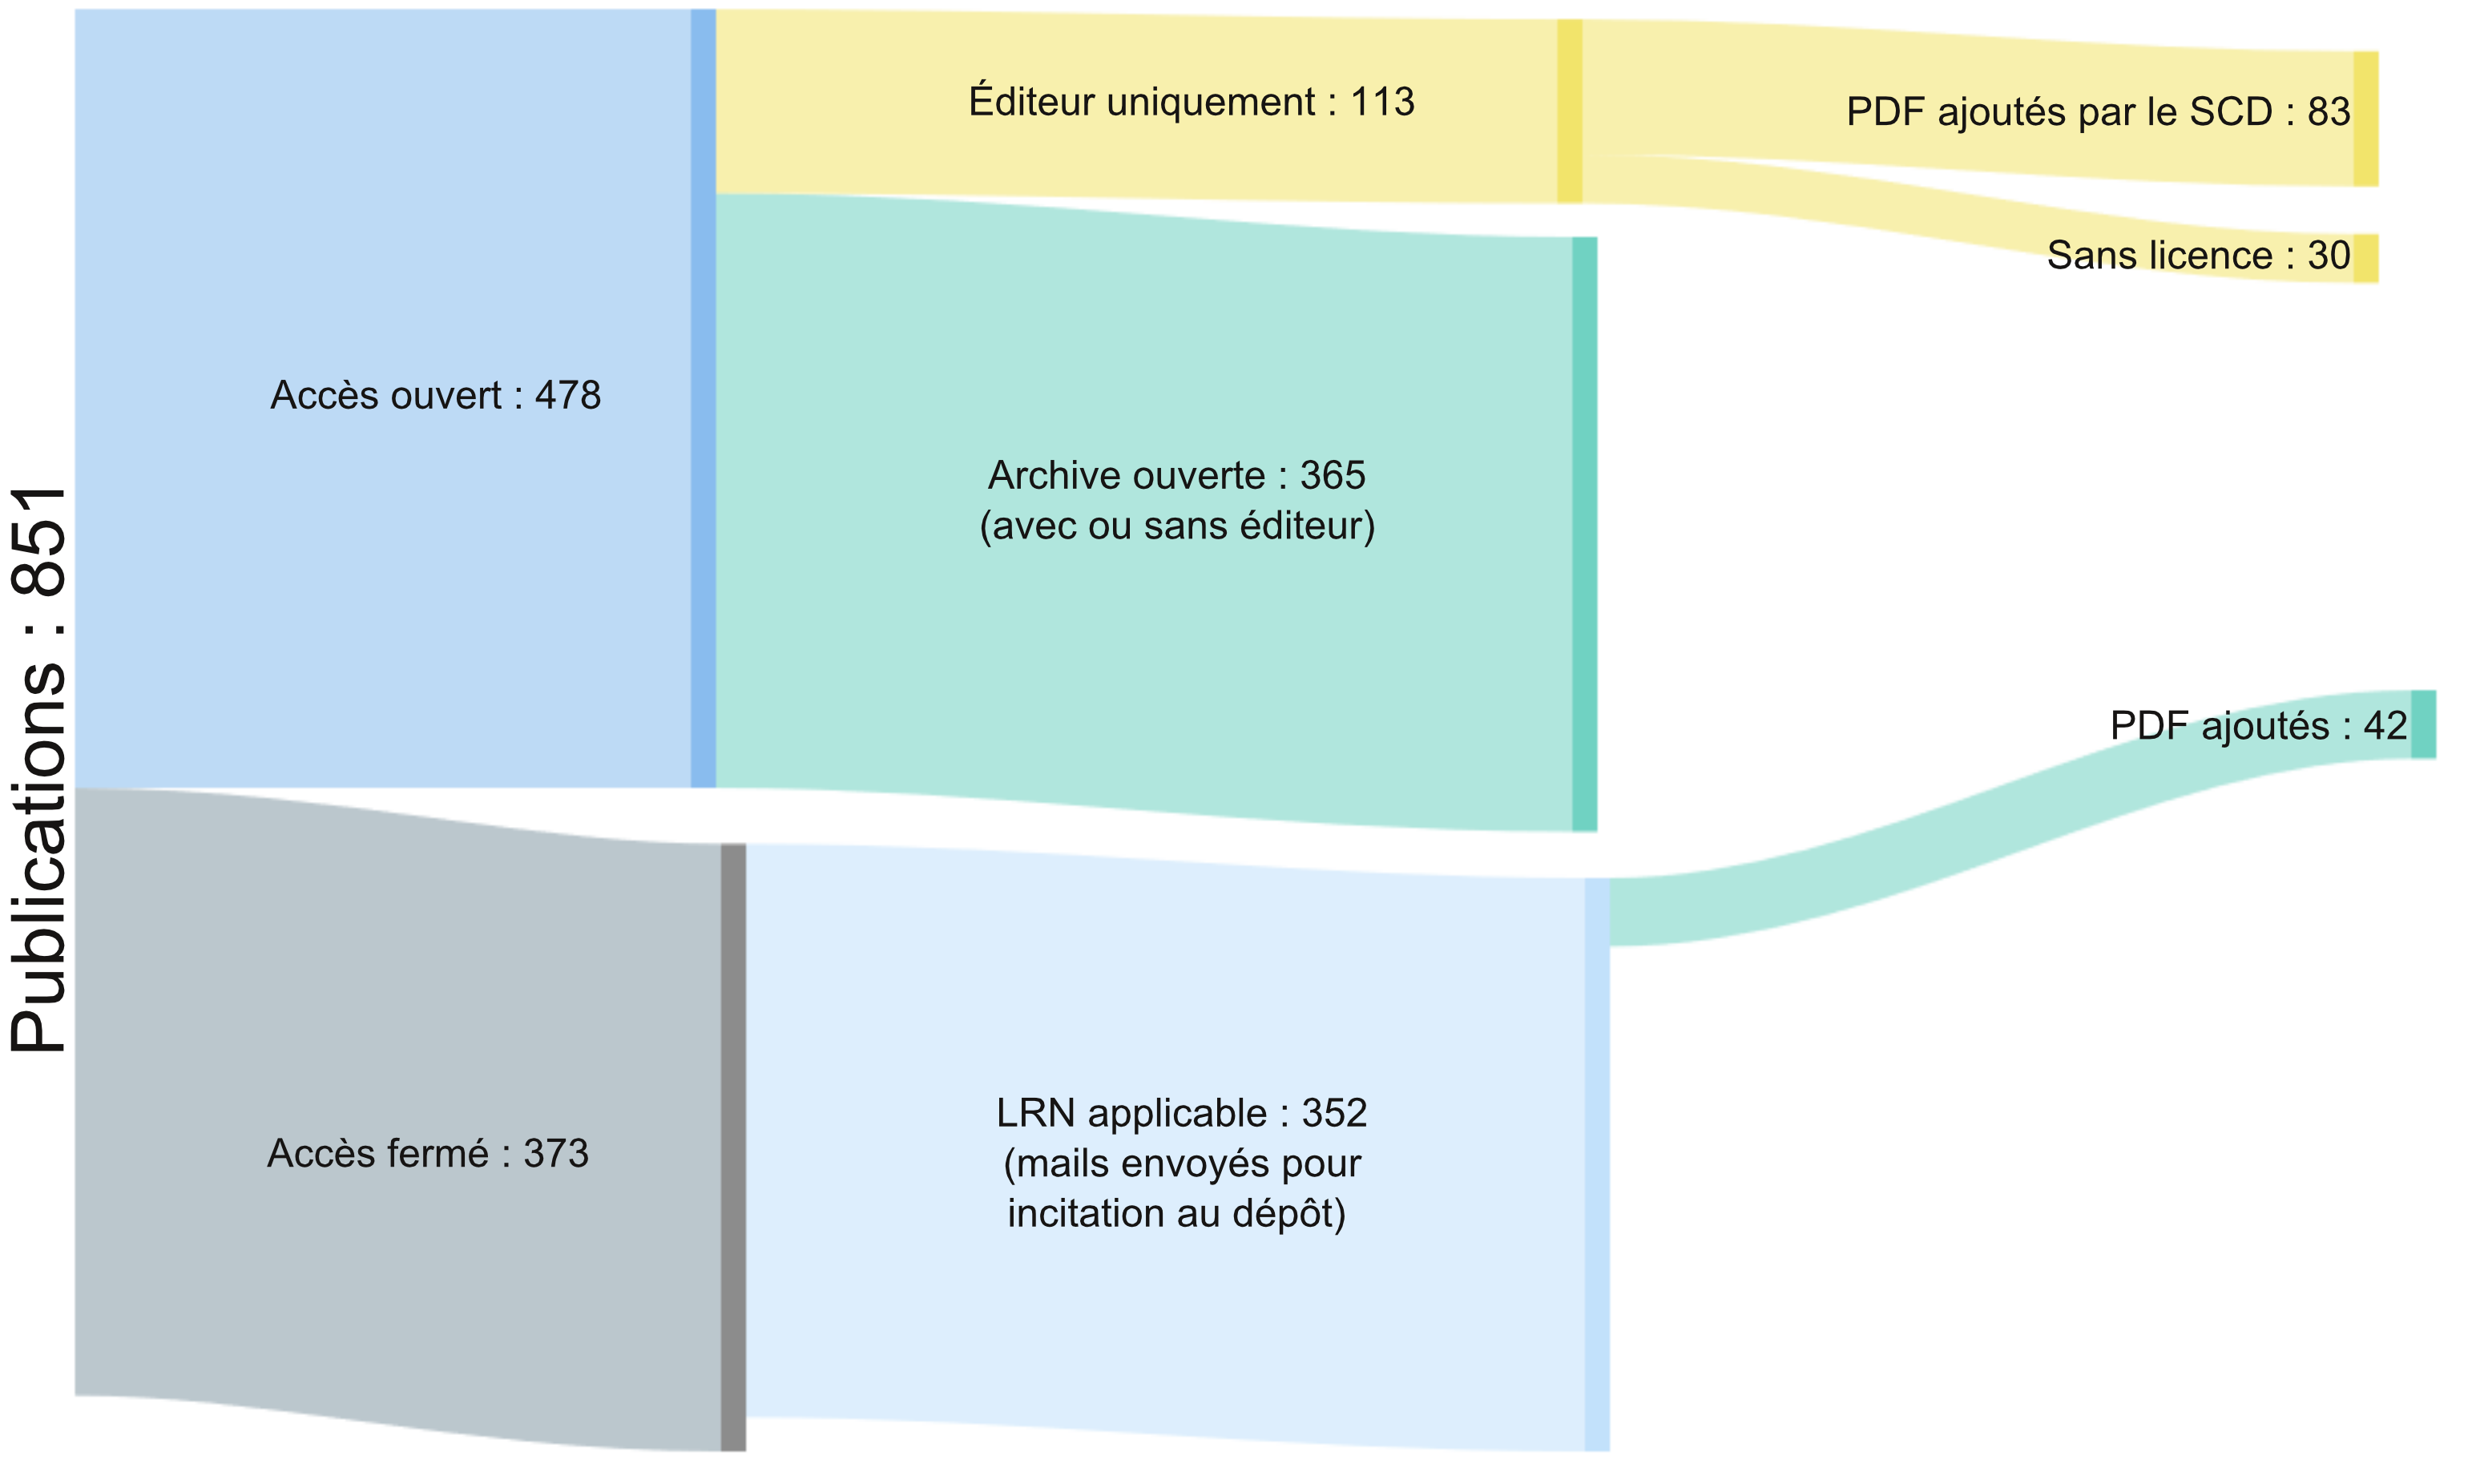 Publications : 851
Accès ouvert : 478
Accès fermé : 373
Éditeur uniquement : 113
Archive ouverte : 365
(avec ou sans éditeur)
LRN applicable : 352
(mails envoyés pour
incitation au dépôt)
PDF ajoutés par le SCD : 83
Sans licence : 30
PDF ajoutés : 42